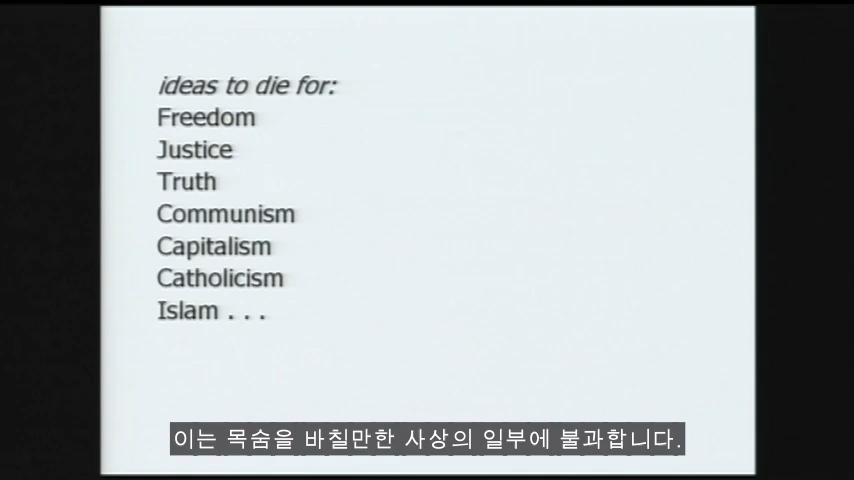 ideas to die for:
Freedom
Justice
Truth
Communism
Capitalism
Catholicism
Islam . . .
이는 목숨을 바칠만한 사상의 일부에 불과합니다.